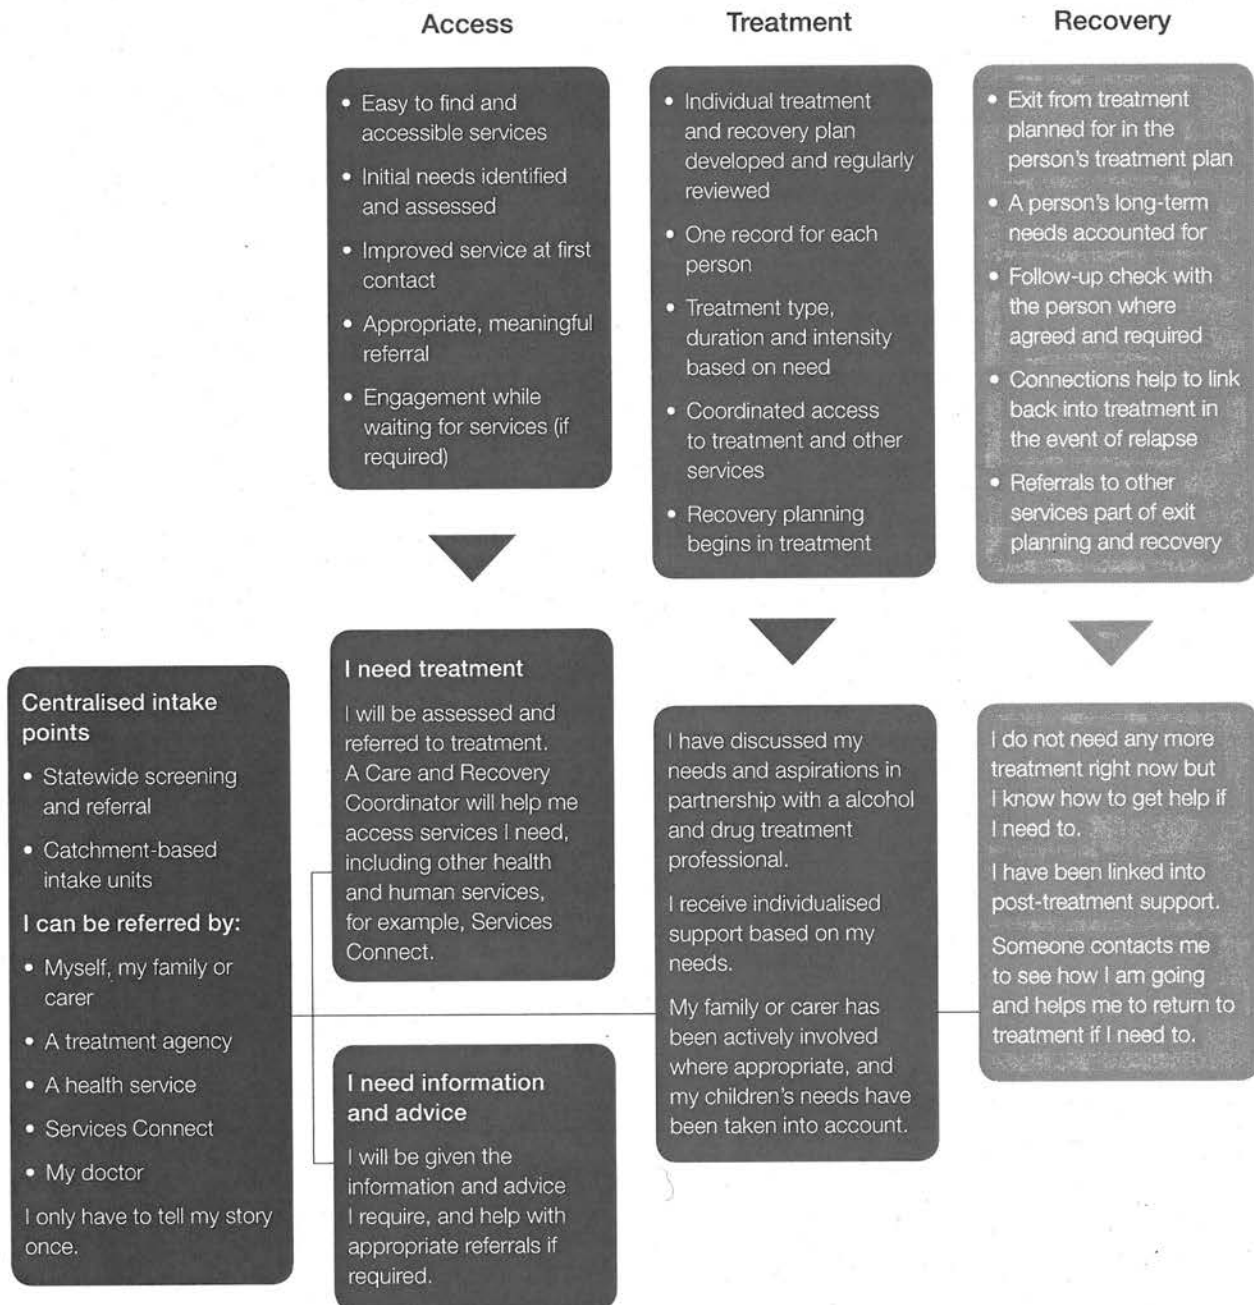 Access
Treatment
Recovery
• Easy to find and
accessible services
• Initial needs identified
and assessed
• Improved service at first
contact
• Appropriate, meaningful
referral
• Engagement while
waiting for services (if
required)
• Individual treatment
and recovery plan
developed and regularly
reviewed
• One record for each
person
• Treatment type,
duration and intensity
based on need
• Coordinated access
to treatment and other
services
• Recovery planning
begins in treatment
• Exit from treatment
planned for in the
person's treatment plan
• A person's long-term
needs accounted for
• Follow-up check with
the person where
agreed and required
• Connections help to link
back into treatment in
the event of relapse
• Referrals to other
services part of exit
planning and recovery
Centralised intake
points
• Statewide screening
and referral
• Catchment-based
intake units
I can be referred by:
• Myself, my family or
carer
• A treatment agency
• A health service
• Services Connect
• My doctor
I only have to tell my story
once.
I need treatment
I will be assessed and
referred to treatment.
A Care and Recovery
Coordinator will help me
access services I need,
including other health
and human services,
for example, Services
Connect.
I need information
and advice
I will be given the
information and advice
I require, and help with
appropriate referrals if
required.
I have discussed my
needs and aspirations in
partnership with a alcohol
and drug treatment
professional.
I receive individualised
support based on my
needs.
My family or carer has
been actively involved
where appropriate, and
my children's needs have
been taken into account.
I do not need any more
treatment right now but
I know how to get help if
I need to.
I have been linked into
post-treatment support.
Someone contacts me
to see how I am going
and helps me to return to
treatment if I need to.